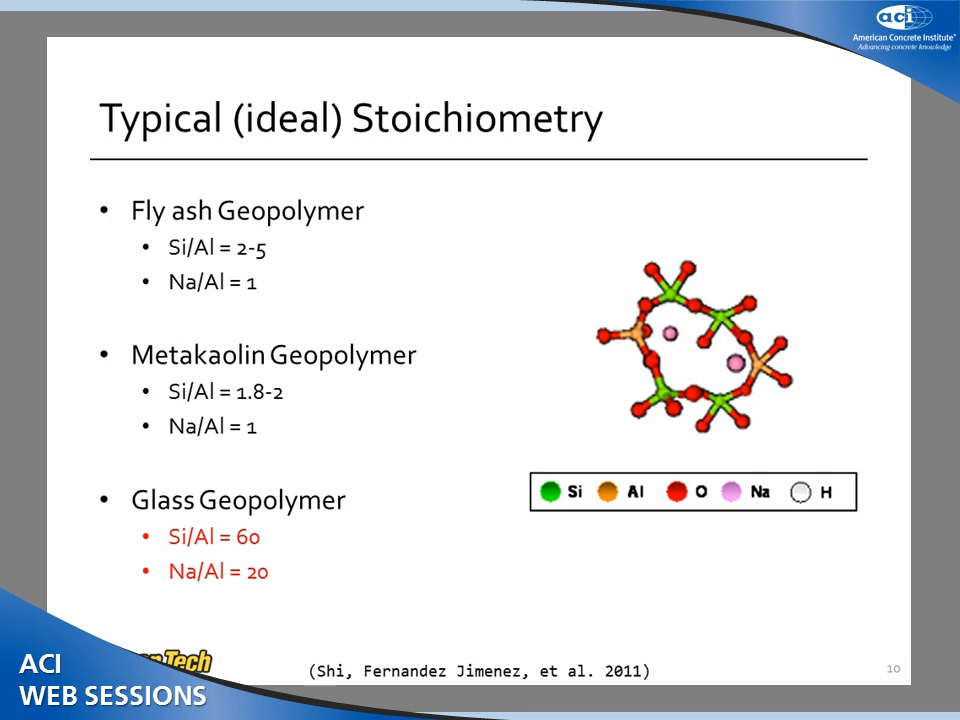 aci
American Concrete Institute®
Advancing concrete knowledge
Typical (ideal) Stoichiometry
• Fly ash Geopolymer
• Si/Al = 2-5
• Na/Al = 1
• Metakaolin Geopolymer
• Si/Al = 1.8-2
• Na/Al = 1
• Glass Geopolymer
• Si/Al = 60
• Na/Al = 20
Si Al O Na H
Tech
(Shi, Fernandez Jimenez, et al. 2011)
10
ACI
WEB SESSIONS